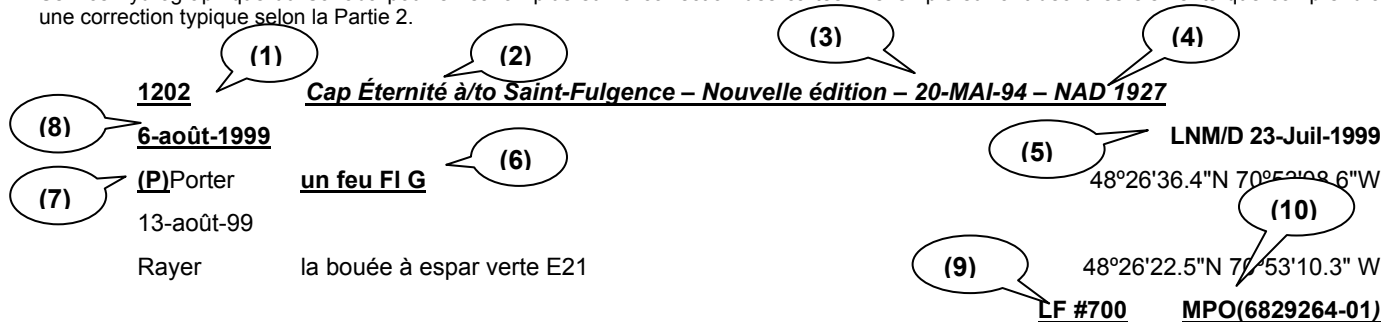 une correction typique selon la Partie 2.
(1) (2) (3) (4)
1202 Cap Éternité à/to Saint-Fulgence – Nouvelle édition – 20-MAI-94 – NAD 1927
(8) 6-août-1999 (5) LNM/D 23-Juil-1999
(7) (P)Porter un feu Fl G (6) 48º26'36.4"N
13-août-99 (10)
Rayer la bouée à espar verte E21 (9) 48º26'22.5"N 70º53'10.3" W
LF #700 MPO(6829264-01)